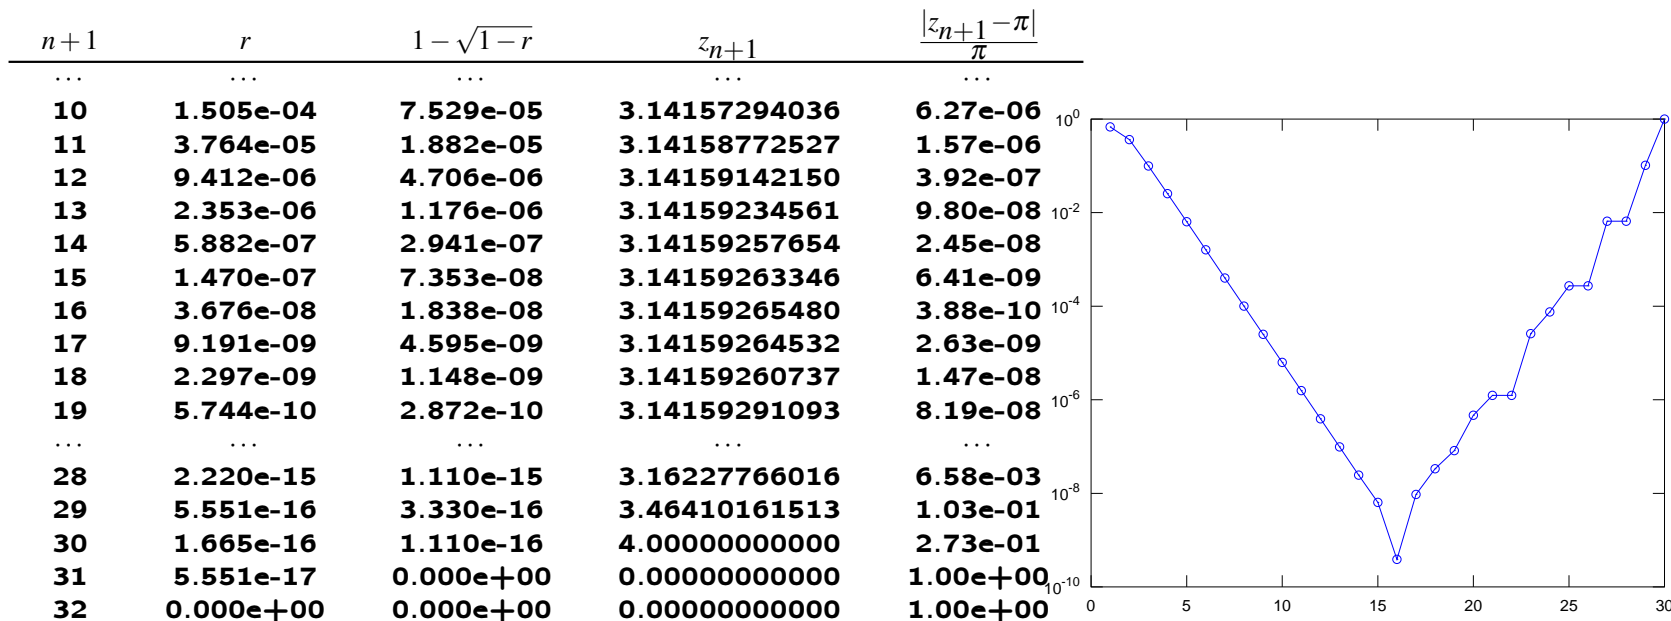 n+1 r 1−√1−r z_{n+1} |z_{n+1}−π|/π
... ... ... ... ...
10 1.505e-04 7.529e-05 3.14157294036 6.27e-06
11 3.764e-05 1.882e-05 3.14158772527 1.57e-06
12 9.412e-06 4.706e-06 3.14159142150 3.92e-07
13 2.353e-06 1.176e-06 3.14159234561 9.80e-08
14 5.882e-07 2.941e-07 3.14159257654 2.45e-08
15 1.470e-07 7.353e-08 3.14159263346 6.41e-09
16 3.676e-08 1.838e-08 3.14159265480 3.88e-10
17 9.191e-09 4.595e-09 3.14159264532 2.63e-09
18 2.297e-09 1.148e-09 3.14159260737 1.47e-08
19 5.744e-10 2.872e-10 3.14159291093 8.19e-08
... ... ... ... ...
28 2.220e-15 1.110e-15 3.16227766016 6.58e-03
29 5.551e-16 3.330e-16 3.46410161513 1.03e-01
30 1.665e-16 1.110e-16 4.00000000000 2.73e-01
31 5.551e-17 0.000e+00 0.00000000000 1.00e+00
32 0.000e+00 0.000e+00 0.00000000000 1.00e+00
10^0
10^-2
10^-4
10^-6
10^-8
10^-10
0 5 10 15 20 25 30